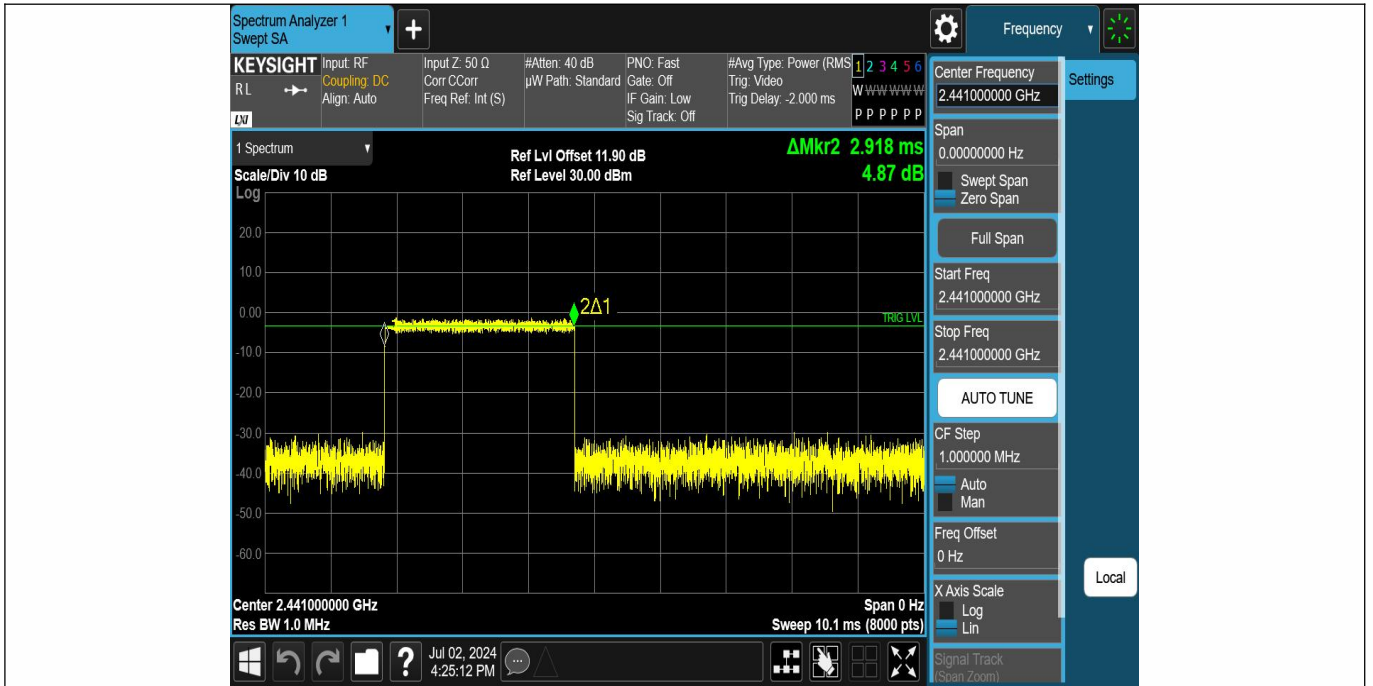 Spectrum Analyzer 1
Swept SA
+
Frequency
KEYSIGHT
R L
LXI
Input: RF
Coupling: DC
Align: Auto
Input Z: 50 Ω
Corr CCorr
Freq Ref: Int (S)
#Atten: 40 dB
µW Path: Standard
PNO: Fast
Gate: Off
IF Gain: Low
Sig Track: Off
#Avg Type: Power (RMS
Trig: Video
Trig Delay: -2.000 ms
1 2 3 4 5 6
W W W W W W
P P P P P P
Center Frequency
2.441000000 GHz
Settings
Span
0.00000000 Hz
Swept Span
Zero Span
Full Span
Start Freq
2.441000000 GHz
Stop Freq
2.441000000 GHz
AUTO TUNE
CF Step
1.000000 MHz
Auto
Man
Freq Offset
0 Hz
X Axis Scale
Log
Lin
Signal Track
(Span Zoom)
Local
1 Spectrum
Scale/Div 10 dB
Ref Lvl Offset 11.90 dB
Ref Level 30.00 dBm
ΔMkr2 2.918 ms
4.87 dB
Log
20.0
10.0
0.00
-10.0
-20.0
-30.0
-40.0
-50.0
-60.0
2Δ1
TRIG LVL
Center 2.441000000 GHz
Res BW 1.0 MHz
Span 0 Hz
Sweep 10.1 ms (8000 pts)
?
Jul 02, 2024
4:25:12 PM